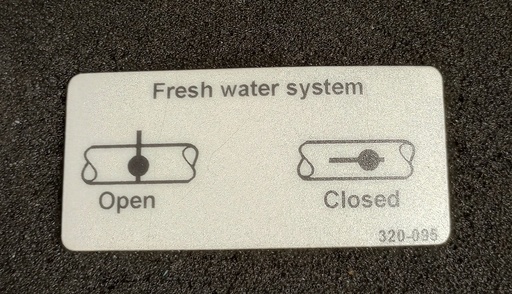 Fresh water system
Open
Closed
320-095